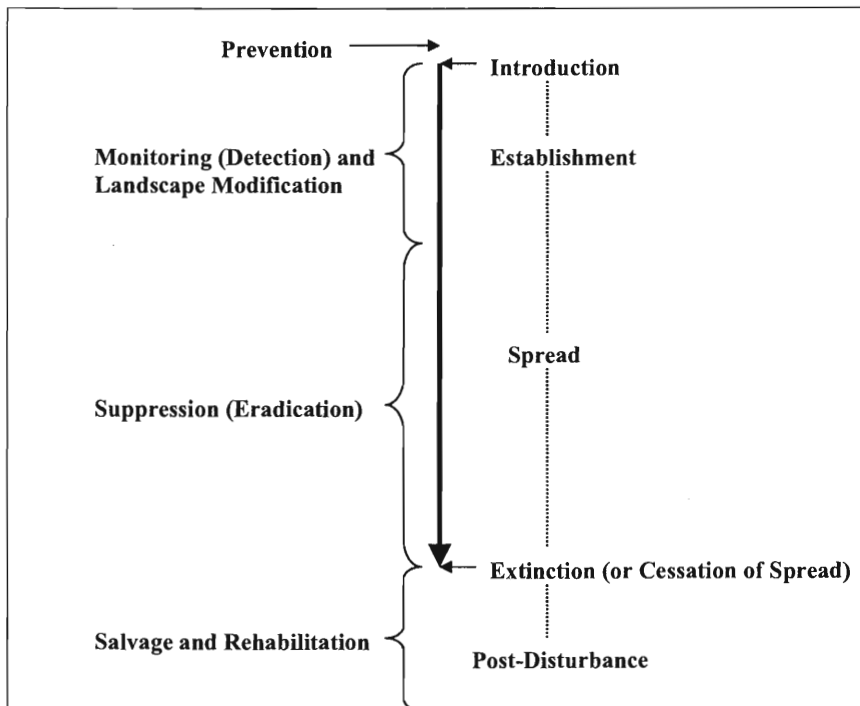 Prevention
Introduction
Monitoring (Detection) and
Landscape Modification
Establishment
Spread
Suppression (Eradication)
Extinction (or Cessation of Spread)
Salvage and Rehabilitation
Post-Disturbance